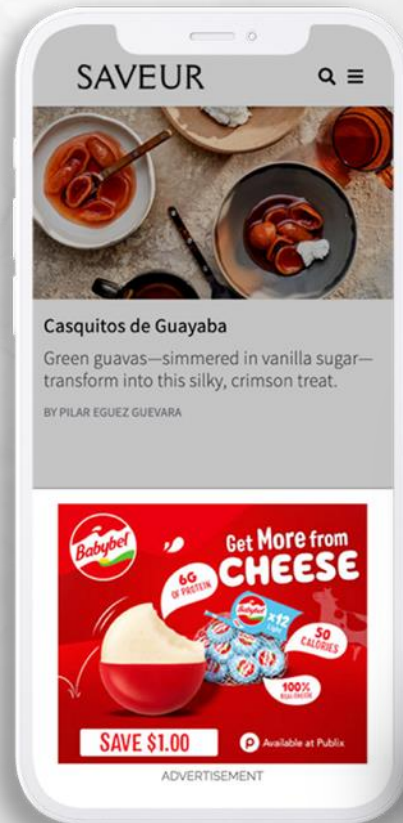 SAVEUR
Casquitos de Guayaba
Green guavas—simmered in vanilla sugar—
transform into this silky, crimson treat.
BY PILAR EGUEZ GUEVARA
Babybel
Get More from
CHEESE
6G
OF PROTEIN
Babybel
x12
Light
50
CALORIES
100%
REAL CHEESE
SAVE $1.00
P Available at Publix
ADVERTISEMENT